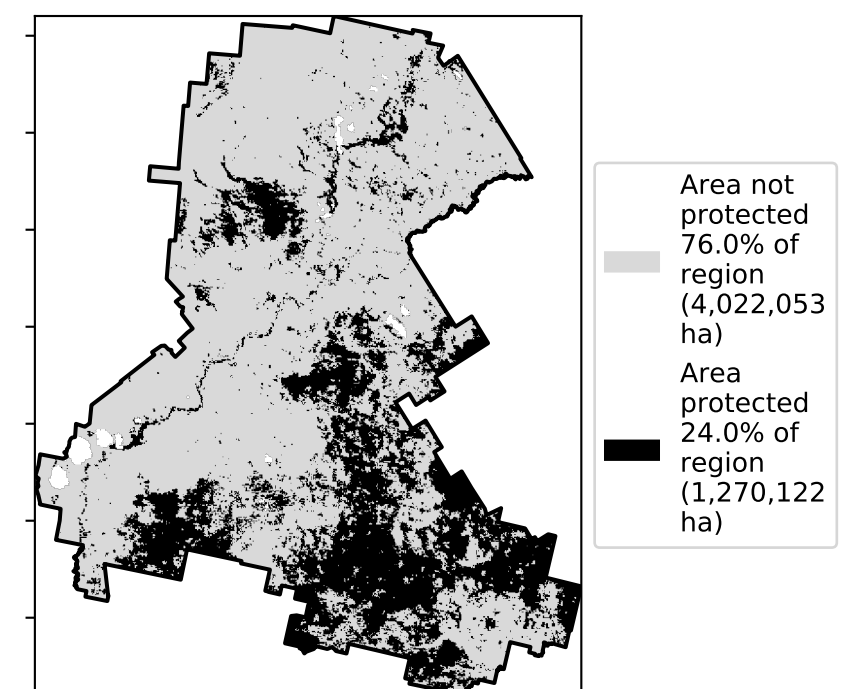 Area not
protected
76.0% of
region
(4,022,053
ha)
Area
protected
24.0% of
region
(1,270,122
ha)